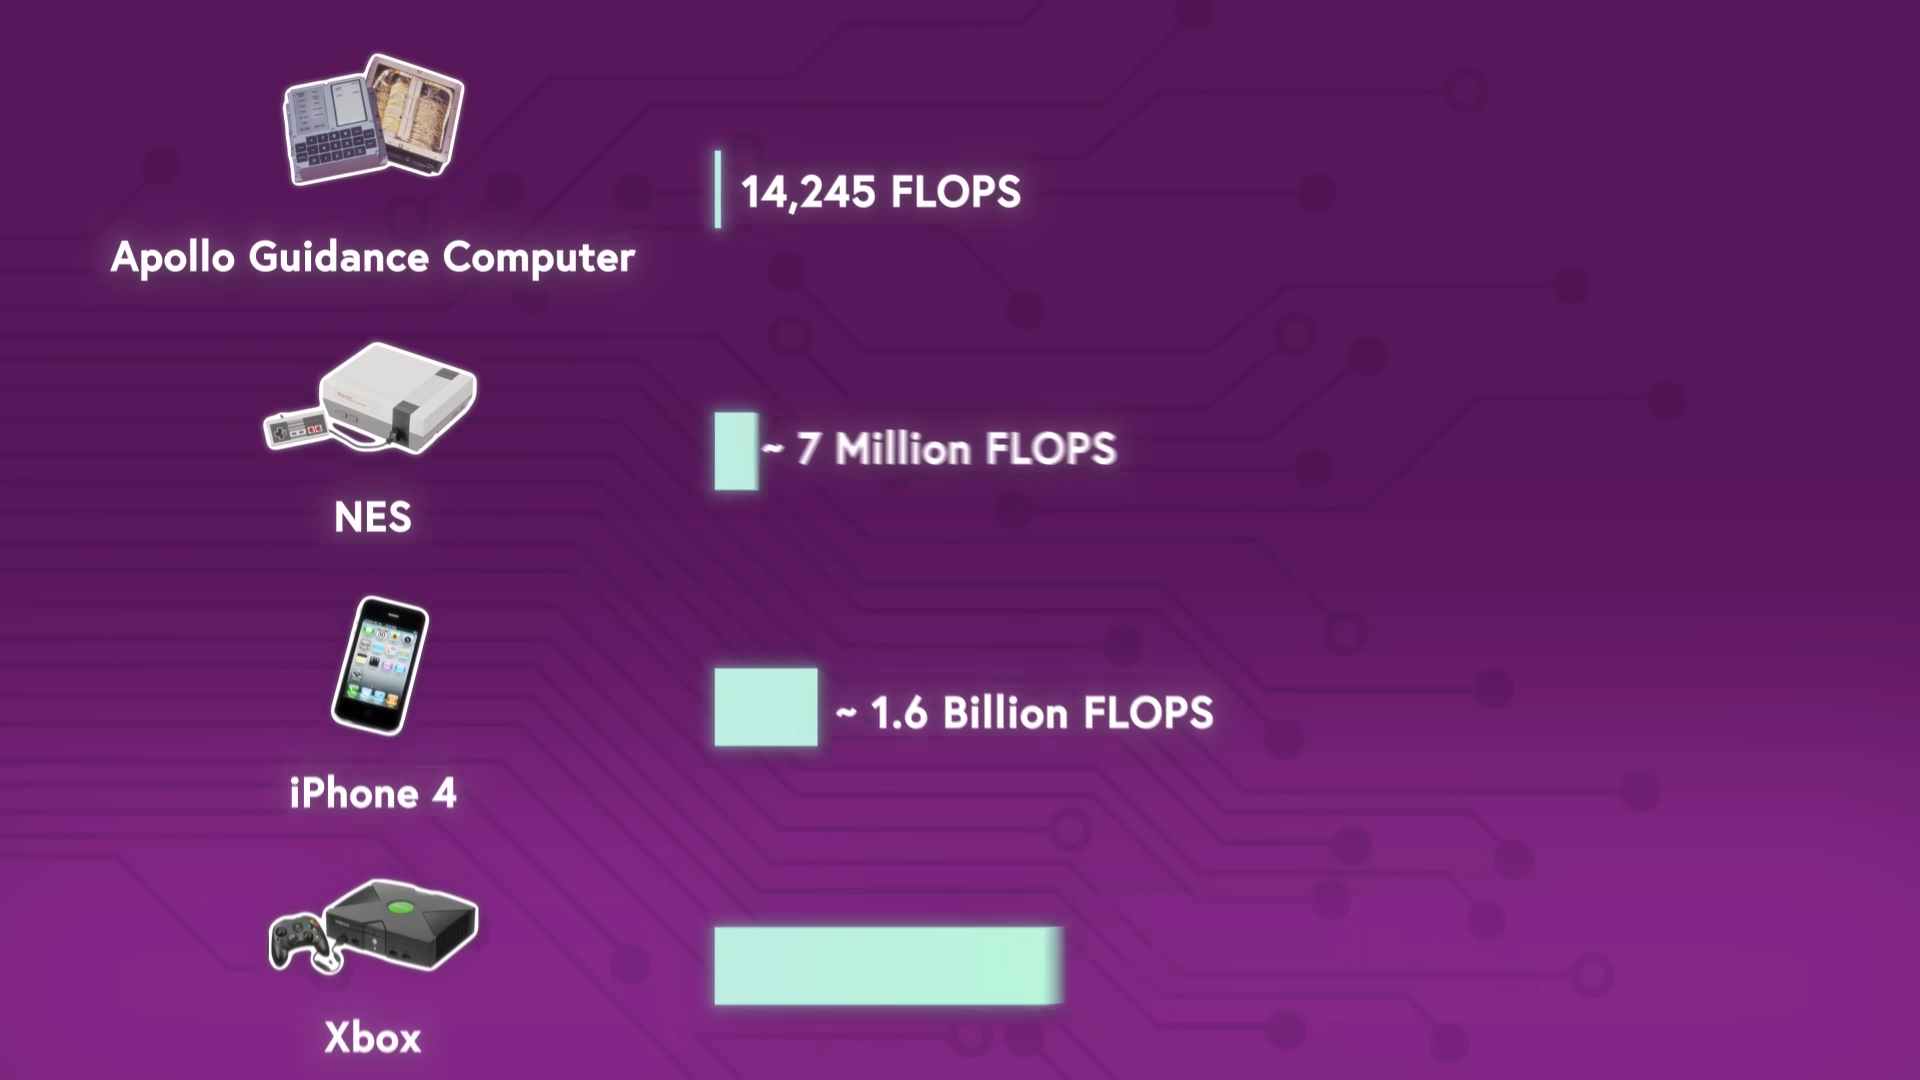 14,245 FLOPS
Apollo Guidance Computer
~ 7 Million FLOPS
NES
~ 1.6 Billion FLOPS
iPhone 4
Xbox